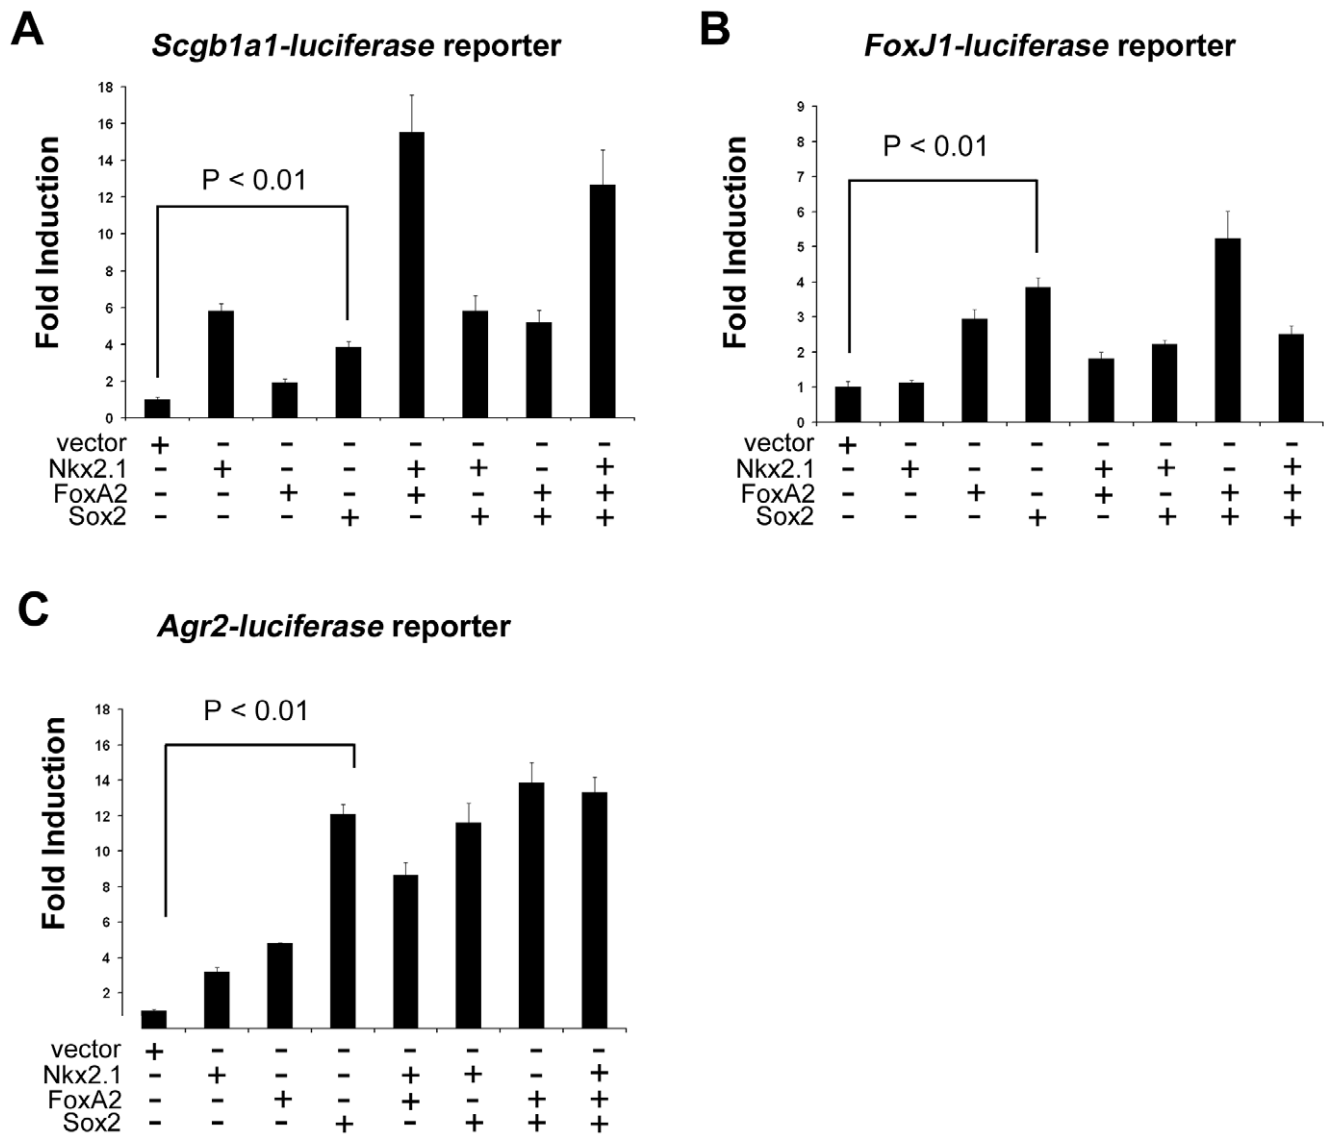 A
Scgb1a1-luciferase reporter
Fold Induction
18
16
14
12
10
8
6
4
2
0
P < 0.01
vector + - - - - - - -
Nkx2.1 - + - - + + - +
FoxA2 - - + - + - + +
Sox2 - - - + - + + +
B
FoxJ1-luciferase reporter
Fold Induction
9
8
7
6
5
4
3
2
1
0
P < 0.01
vector + - - - - - - -
Nkx2.1 - + - - + + - +
FoxA2 - - + - + - + +
Sox2 - - - + - + + +
C
Agr2-luciferase reporter
Fold Induction
18
16
14
12
10
8
6
4
2
P < 0.01
vector + - - - - - - -
Nkx2.1 - + - - + + - +
FoxA2 - - + - + - + +
Sox2 - - - + - + + +